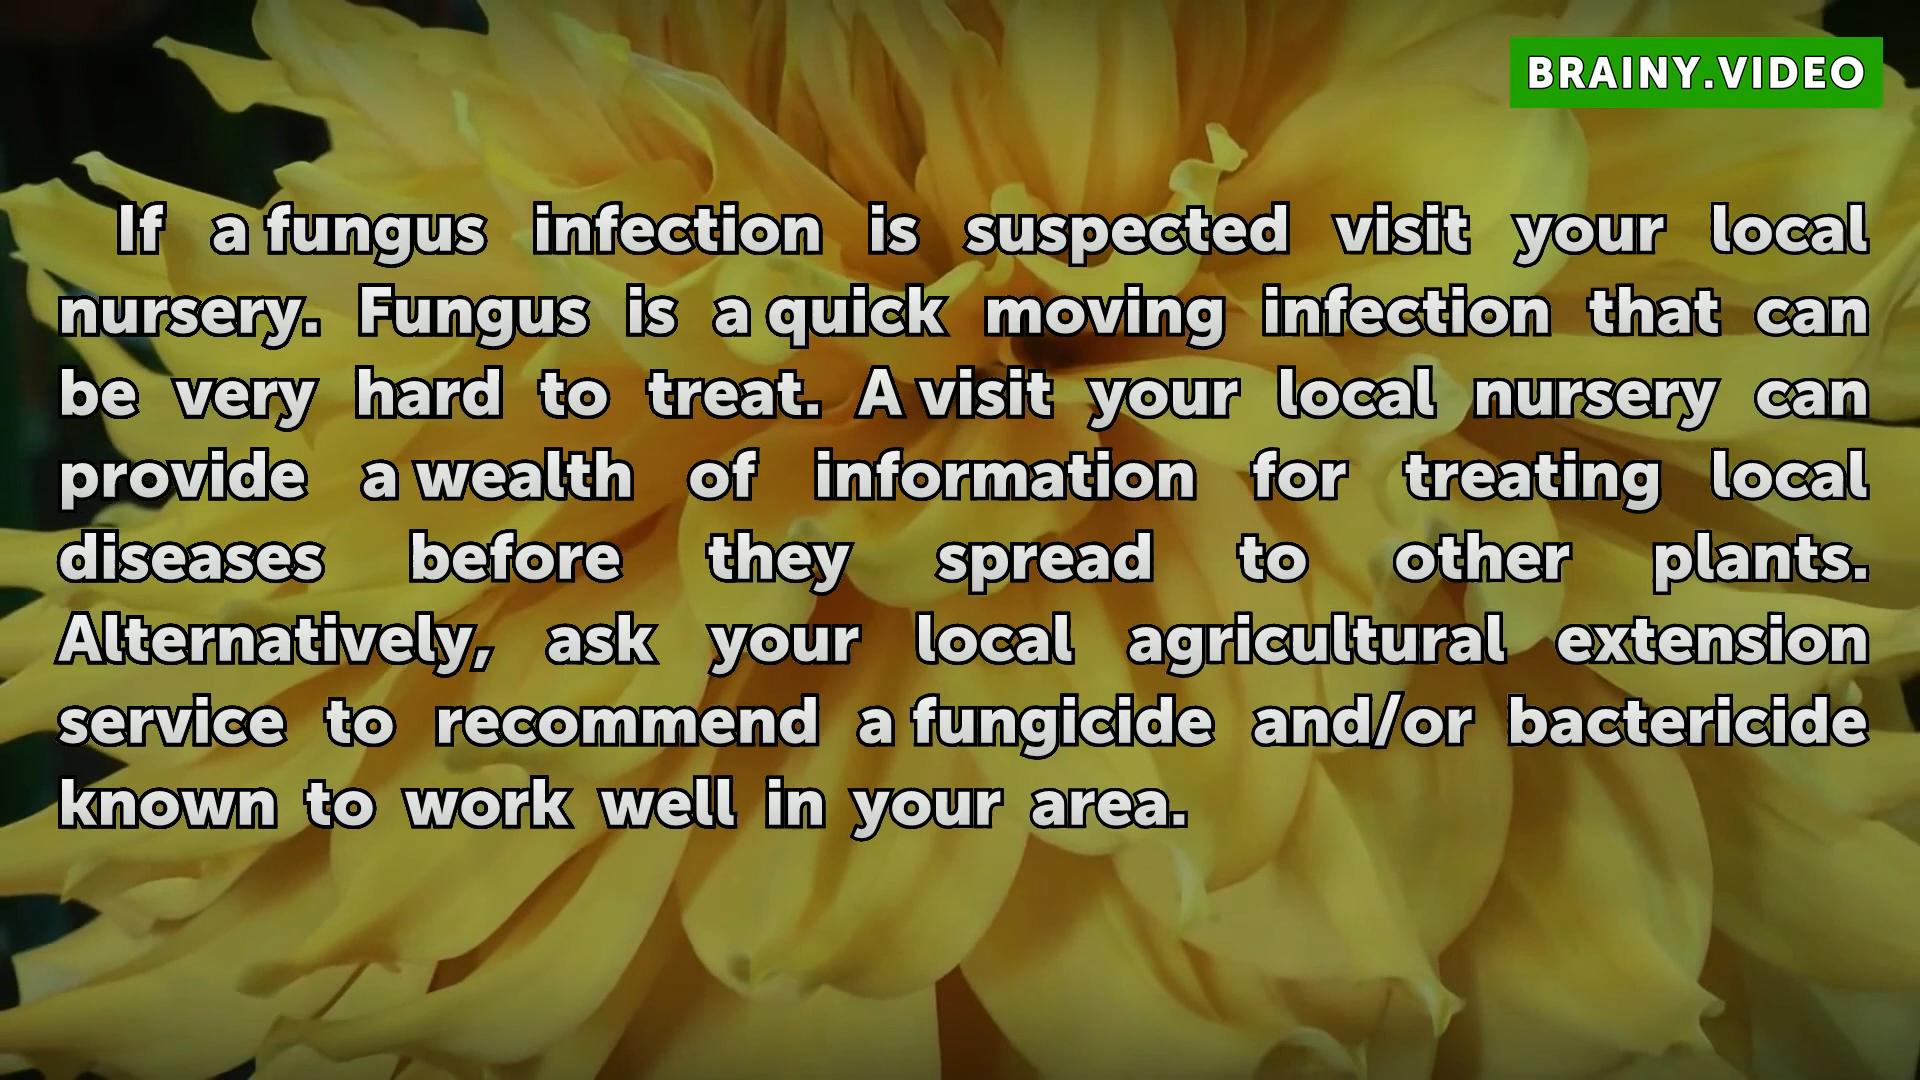 BRAINY.VIDEO
If a fungus infection is suspected visit your local
nursery. Fungus is a quick moving infection that can
be very hard to treat. A visit your local nursery can
provide a wealth of information for treating local
diseases before they spread to other plants.
Alternatively, ask your local agricultural extension
service to recommend a fungicide and/or bactericide
known to work well in your area.